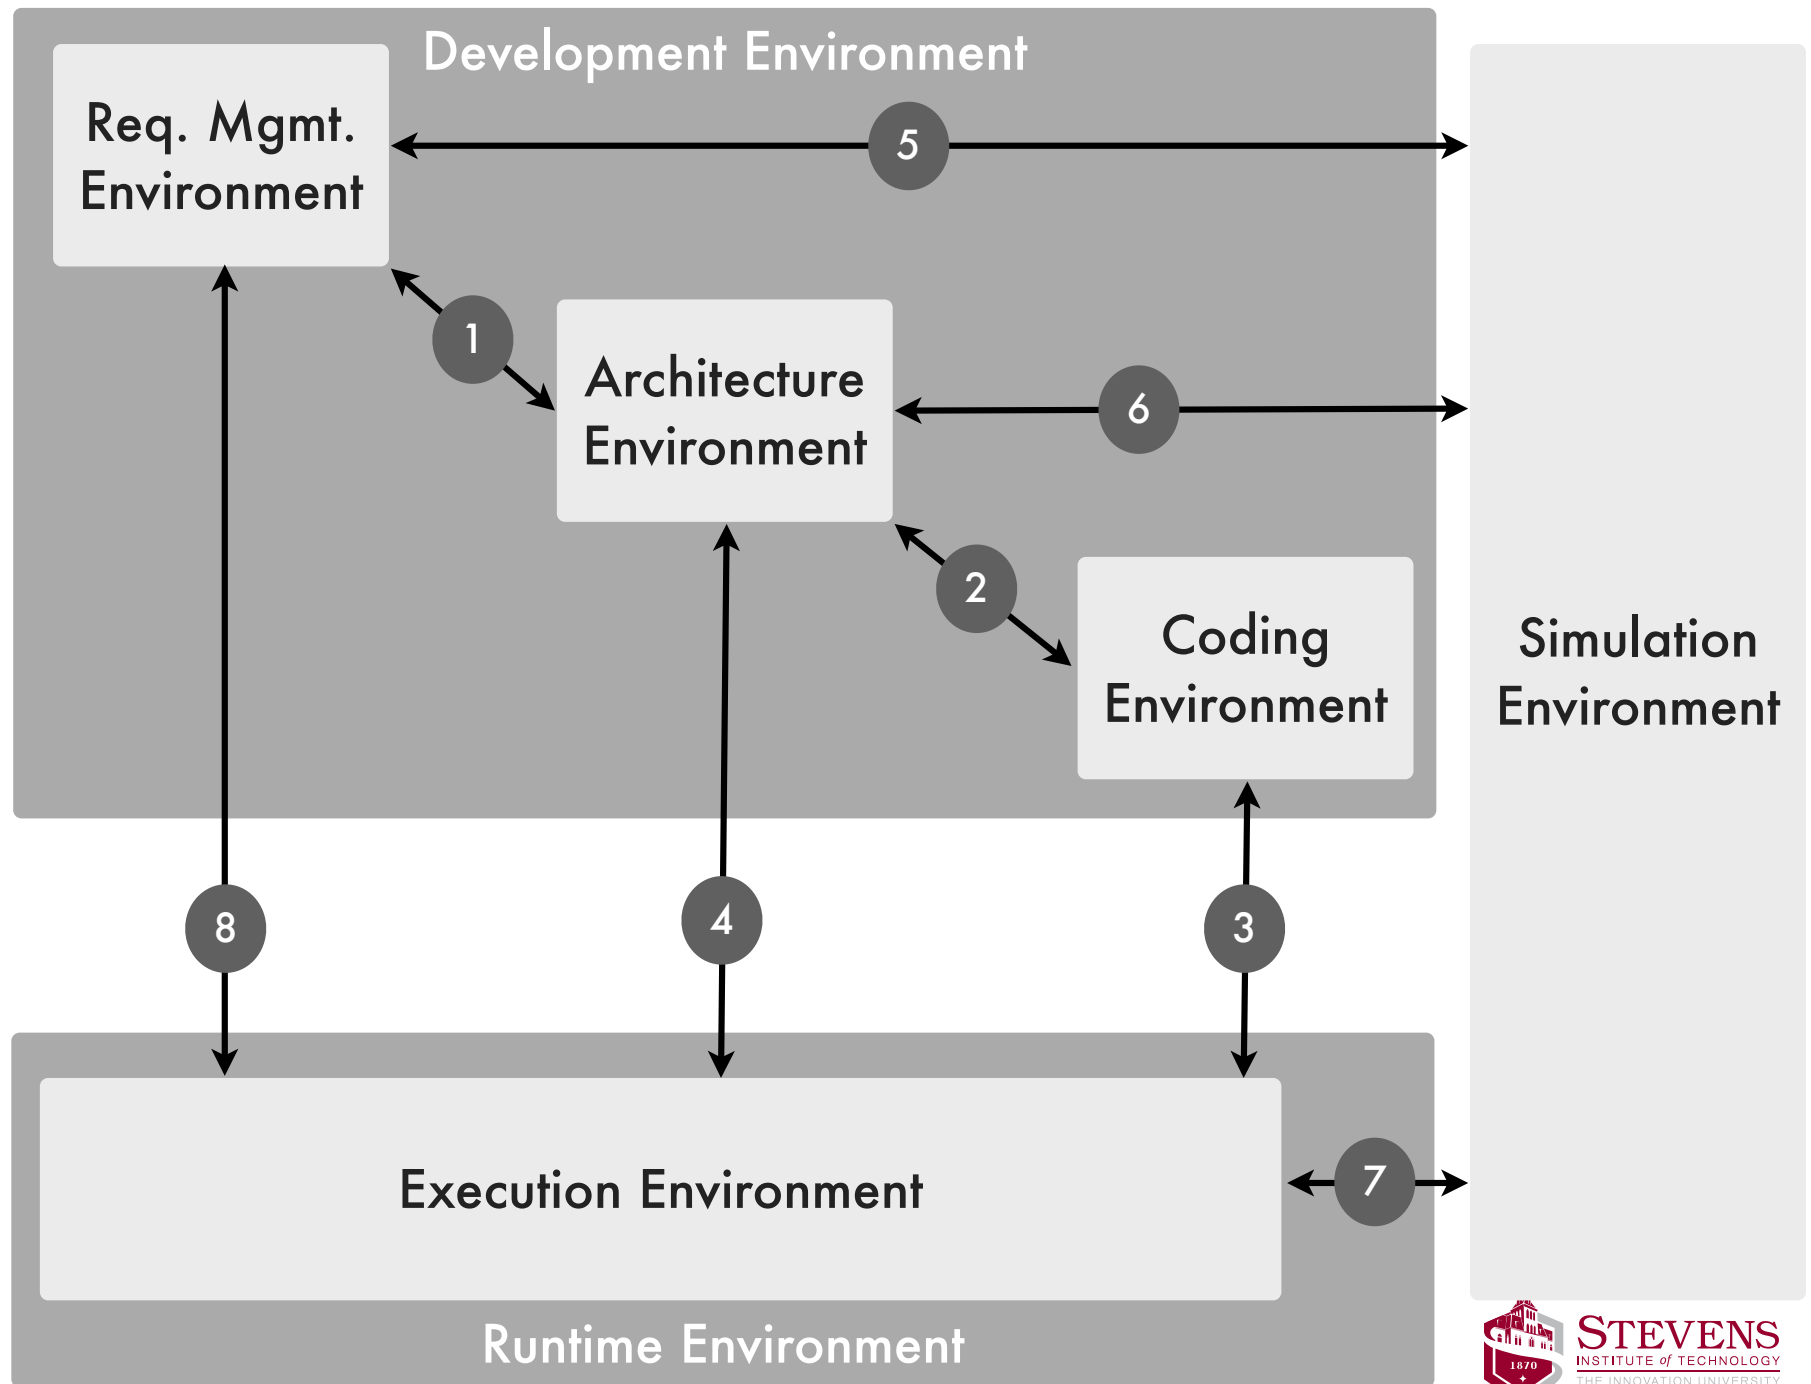 Development Environment
Req. Mgmt.
Environment
5
1
Architecture
Environment
6
2
Coding
Environment
Simulation
Environment
8
4
3
Execution Environment
7
Runtime Environment
1870
STEVENS
INSTITUTE of TECHNOLOGY
THE INNOVATION UNIVERSITY